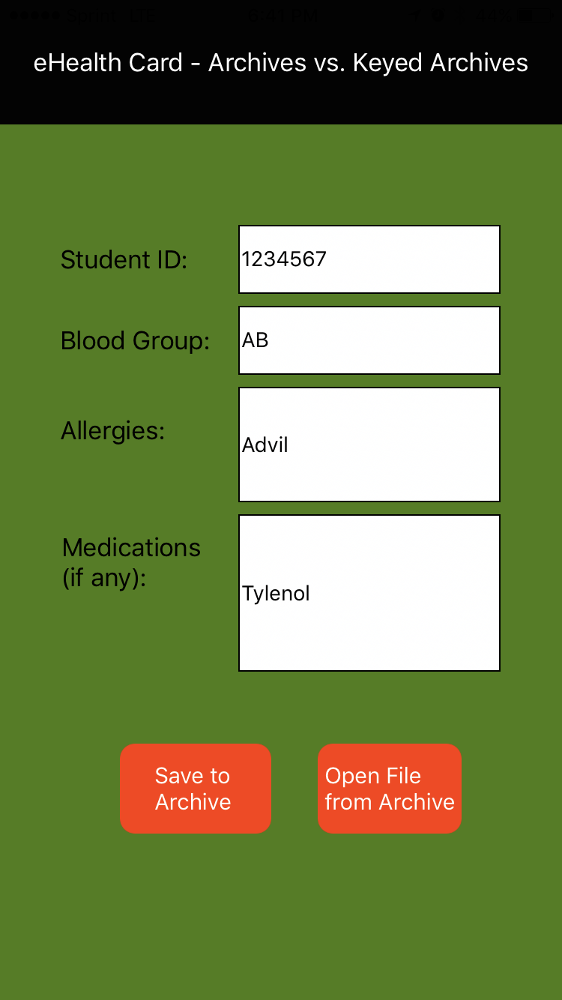 Sprint LTE 6:41 PM 44%
eHealth Card - Archives vs. Keyed Archives
Student ID: 1234567
Blood Group: AB
Allergies: Advil
Medications
(if any):
Tylenol
Save to
Archive
Open File
from Archive